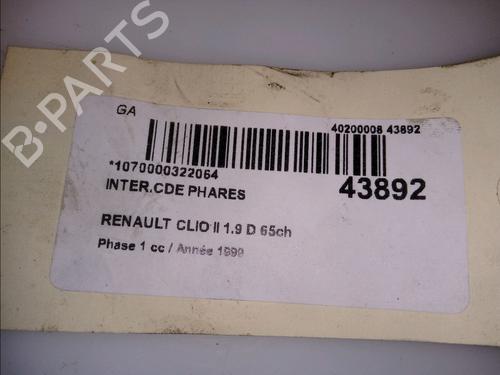 GA
40200008 43892
*1070000322064
INTER.CDE PHARES
43892
RENAULT CLIO II 1.9 D 65ch
Phase 1 cc / Année 1999
B-PARTS